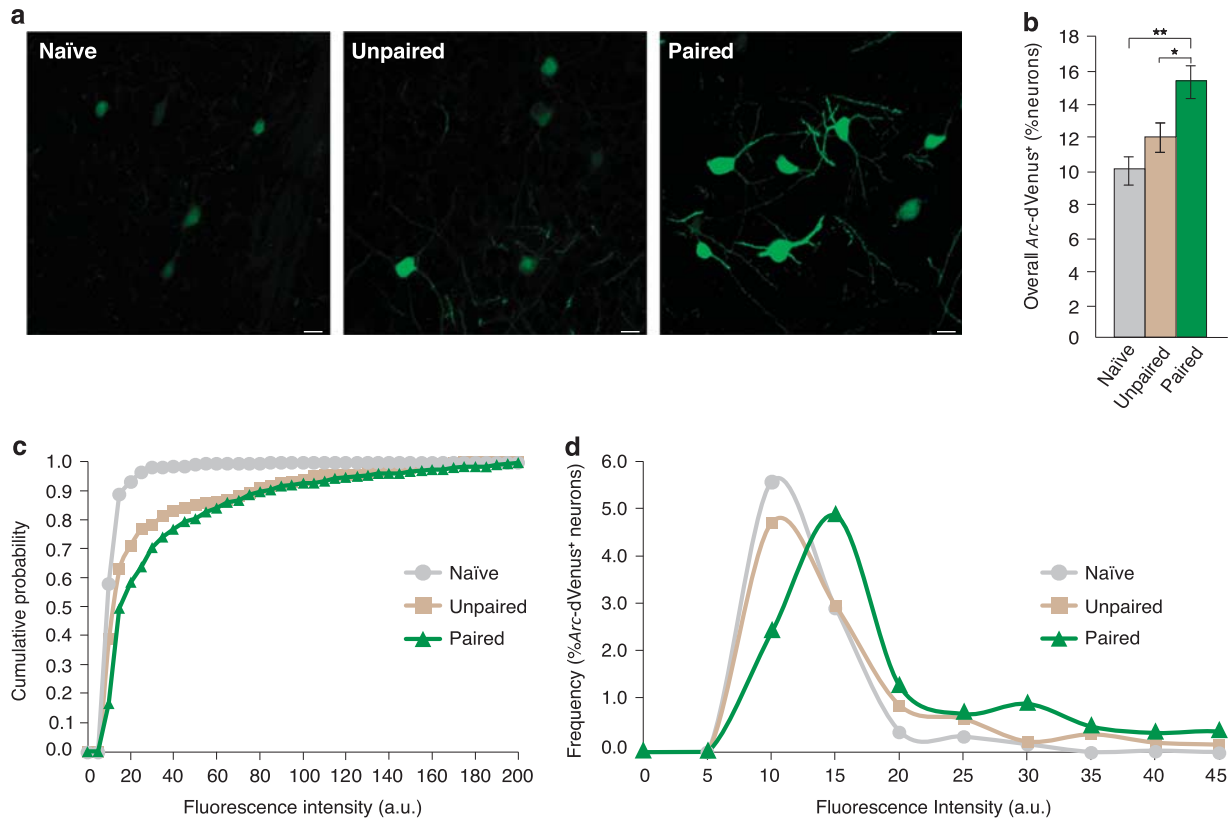 a
Naïve
Unpaired
Paired
b
Overall Arc-dVenus⁺ (%neurons)
18
16
14
12
10
8
6
4
2
0
**
*
Naïve
Unpaired
Paired
c
Cumulative probability
1.0
0.9
0.8
0.7
0.6
0.5
0.4
0.3
0.2
0.1
0.0
0 20 40 60 80 100 120 140 160 180 200
Fluorescence intensity (a.u.)
Naïve
Unpaired
Paired
d
Frequency (%Arc-dVenus⁺ neurons)
6.0
5.0
4.0
3.0
2.0
1.0
0.0
0 5 10 15 20 25 30 35 40 45
Fluorescence Intensity (a.u.)
Naïve
Unpaired
Paired